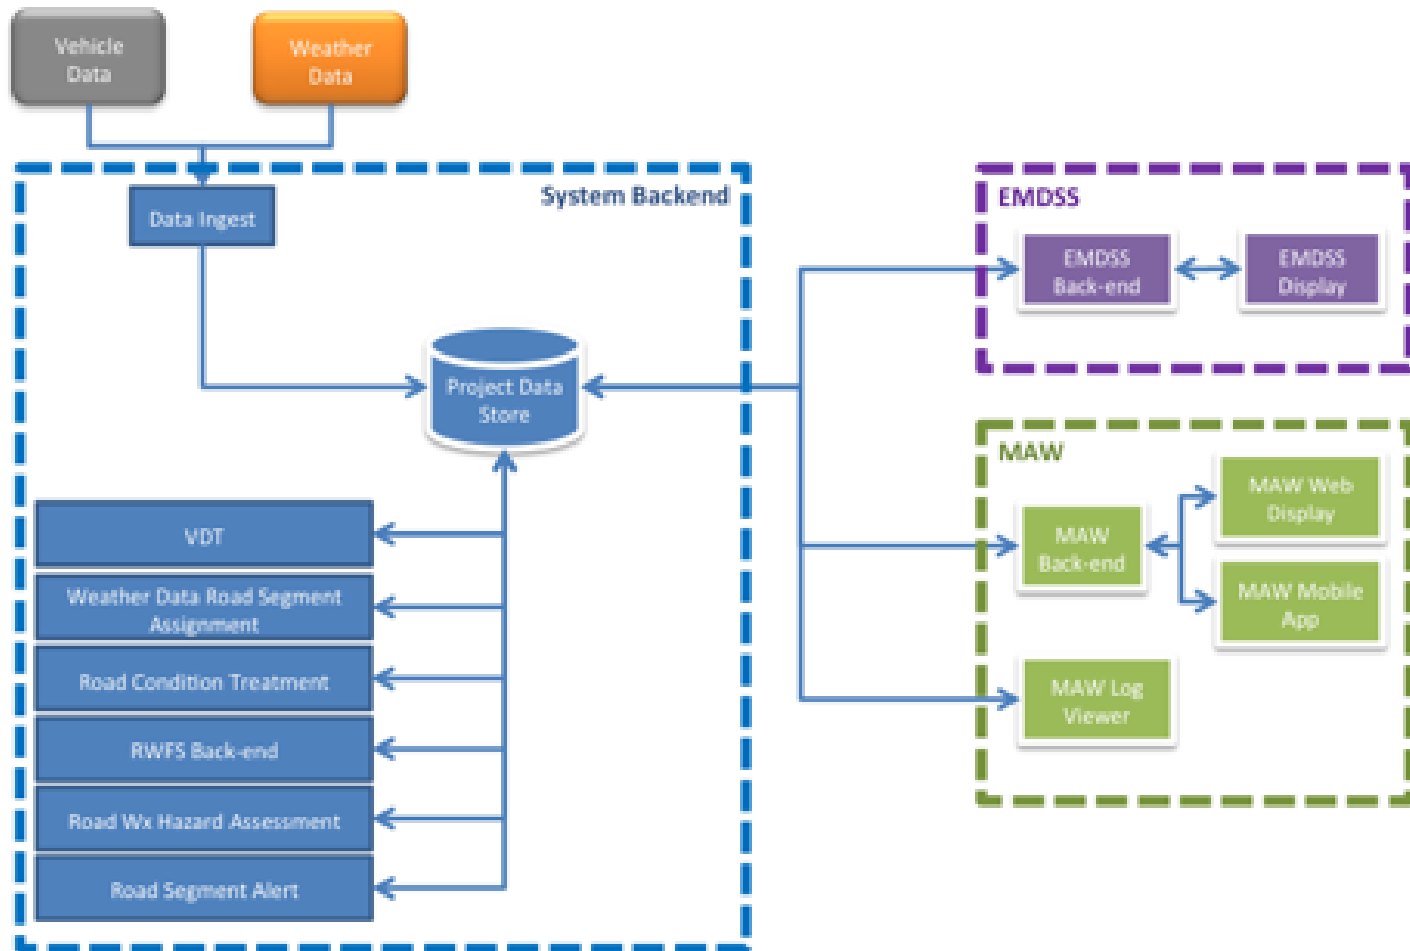 Vehicle
Data
Weather
Data
System Backend
Data Ingest
Project Data
Store
VDT
Weather Data Road Segment
Assignment
Road Condition Treatment
RWFS Back-end
Road Wx Hazard Assessment
Road Segment Alert
EMDSS
EMDSS
Back-end
EMDSS
Display
MAW
MAW
Back-end
MAW Web
Display
MAW Mobile
App
MAW Log
Viewer